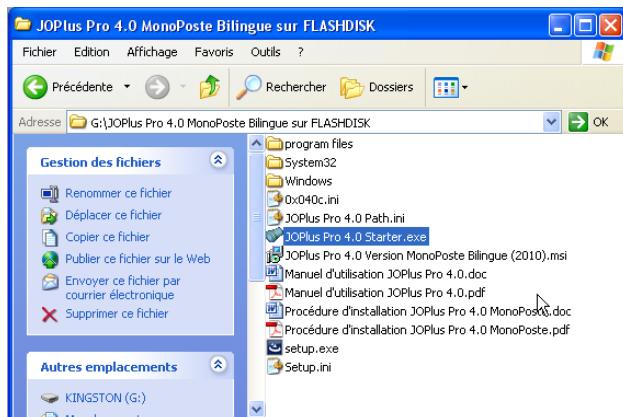 JOPlus Pro 4.0 MonoPoste Bilingue sur FLASHDISK
Fichier Edition Affichage Favoris Outils ?
Précédente Rechercher Dossiers
Adresse G:\JOPlus Pro 4.0 MonoPoste Bilingue sur FLASHDISK OK
Gestion des fichiers
Renommer ce fichier
Déplacer ce fichier
Copier ce fichier
Publier ce fichier sur le Web
Envoyer ce fichier par
courrier électronique
Supprimer ce fichier
Autres emplacements
KINGSTON (G:)
program files
System32
Windows
0x040c.ini
JOPlus Pro 4.0 Path.ini
JOPlus Pro 4.0 Starter.exe
JOPlus Pro 4.0 Version MonoPoste Bilingue (2010).msi
Manuel d'utilisation JOPlus Pro 4.0.doc
Manuel d'utilisation JOPlus Pro 4.0.pdf
Procédure d'installation JOPlus Pro 4.0 MonoPoste.doc
Procédure d'installation JOPlus Pro 4.0 MonoPoste.pdf
setup.exe
Setup.ini